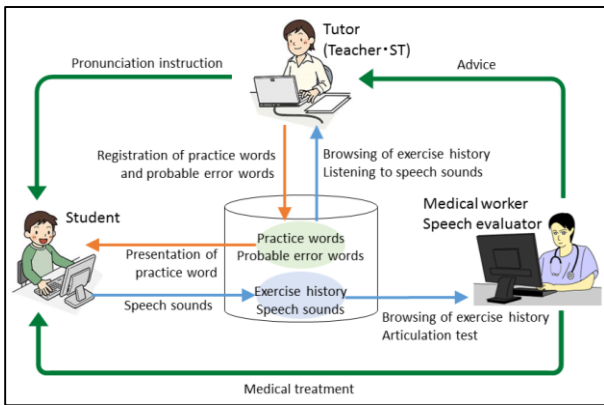 Tutor
(Teacher・ST)
Pronunciation instruction
Advice
Registration of practice words
and probable error words
Browsing of exercise history
Listening to speech sounds
Medical worker
Speech evaluator
Student
Practice words
Probable error words
Presentation of
practice word
Exercise history
Speech sounds
Speech sounds
Browsing of exercise history
Articulation test
Medical treatment